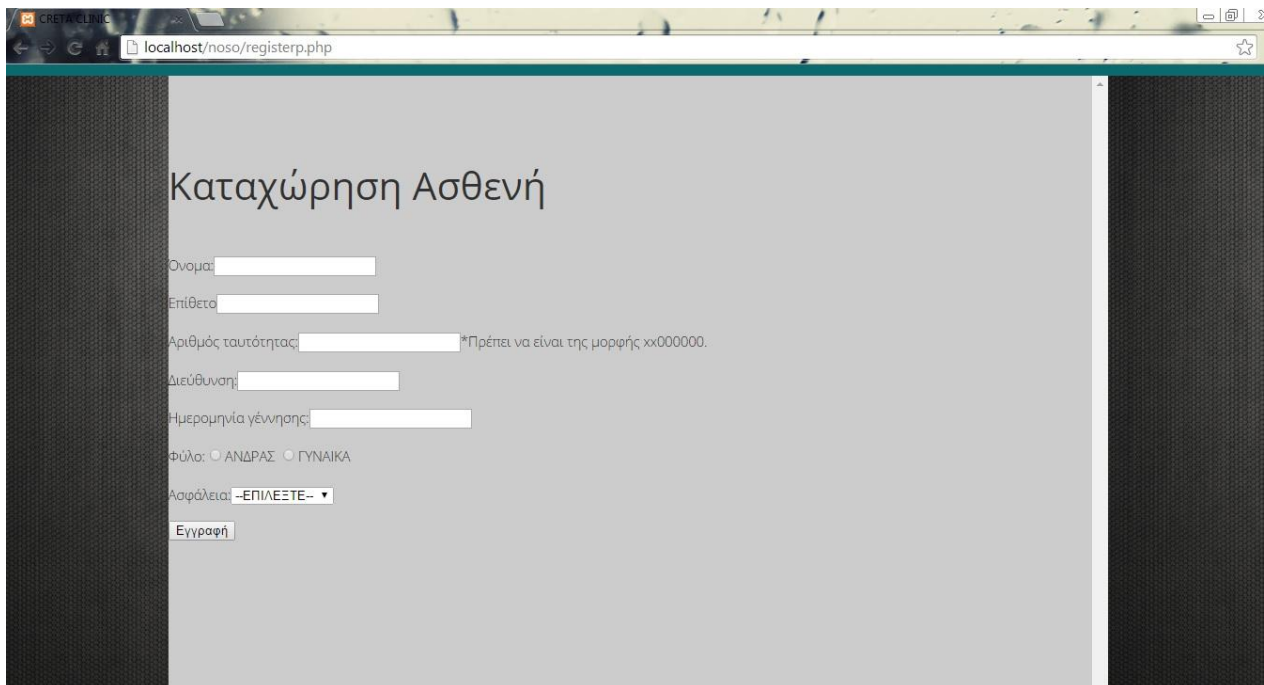 CRETA CLINIC
localhost/noso/registerp.php
Καταχώρηση Ασθενή
Όνομα:
Επίθετο
Αριθμός ταυτότητας: *Πρέπει να είναι της μορφής xx000000.
Διεύθυνση:
Ημερομηνία γέννησης:
Φύλο: ΑΝΔΡΑΣ ΓΥΝΑΙΚΑ
Ασφάλεια: --ΕΠΙΛΕΞΤΕ--
Εγγραφή